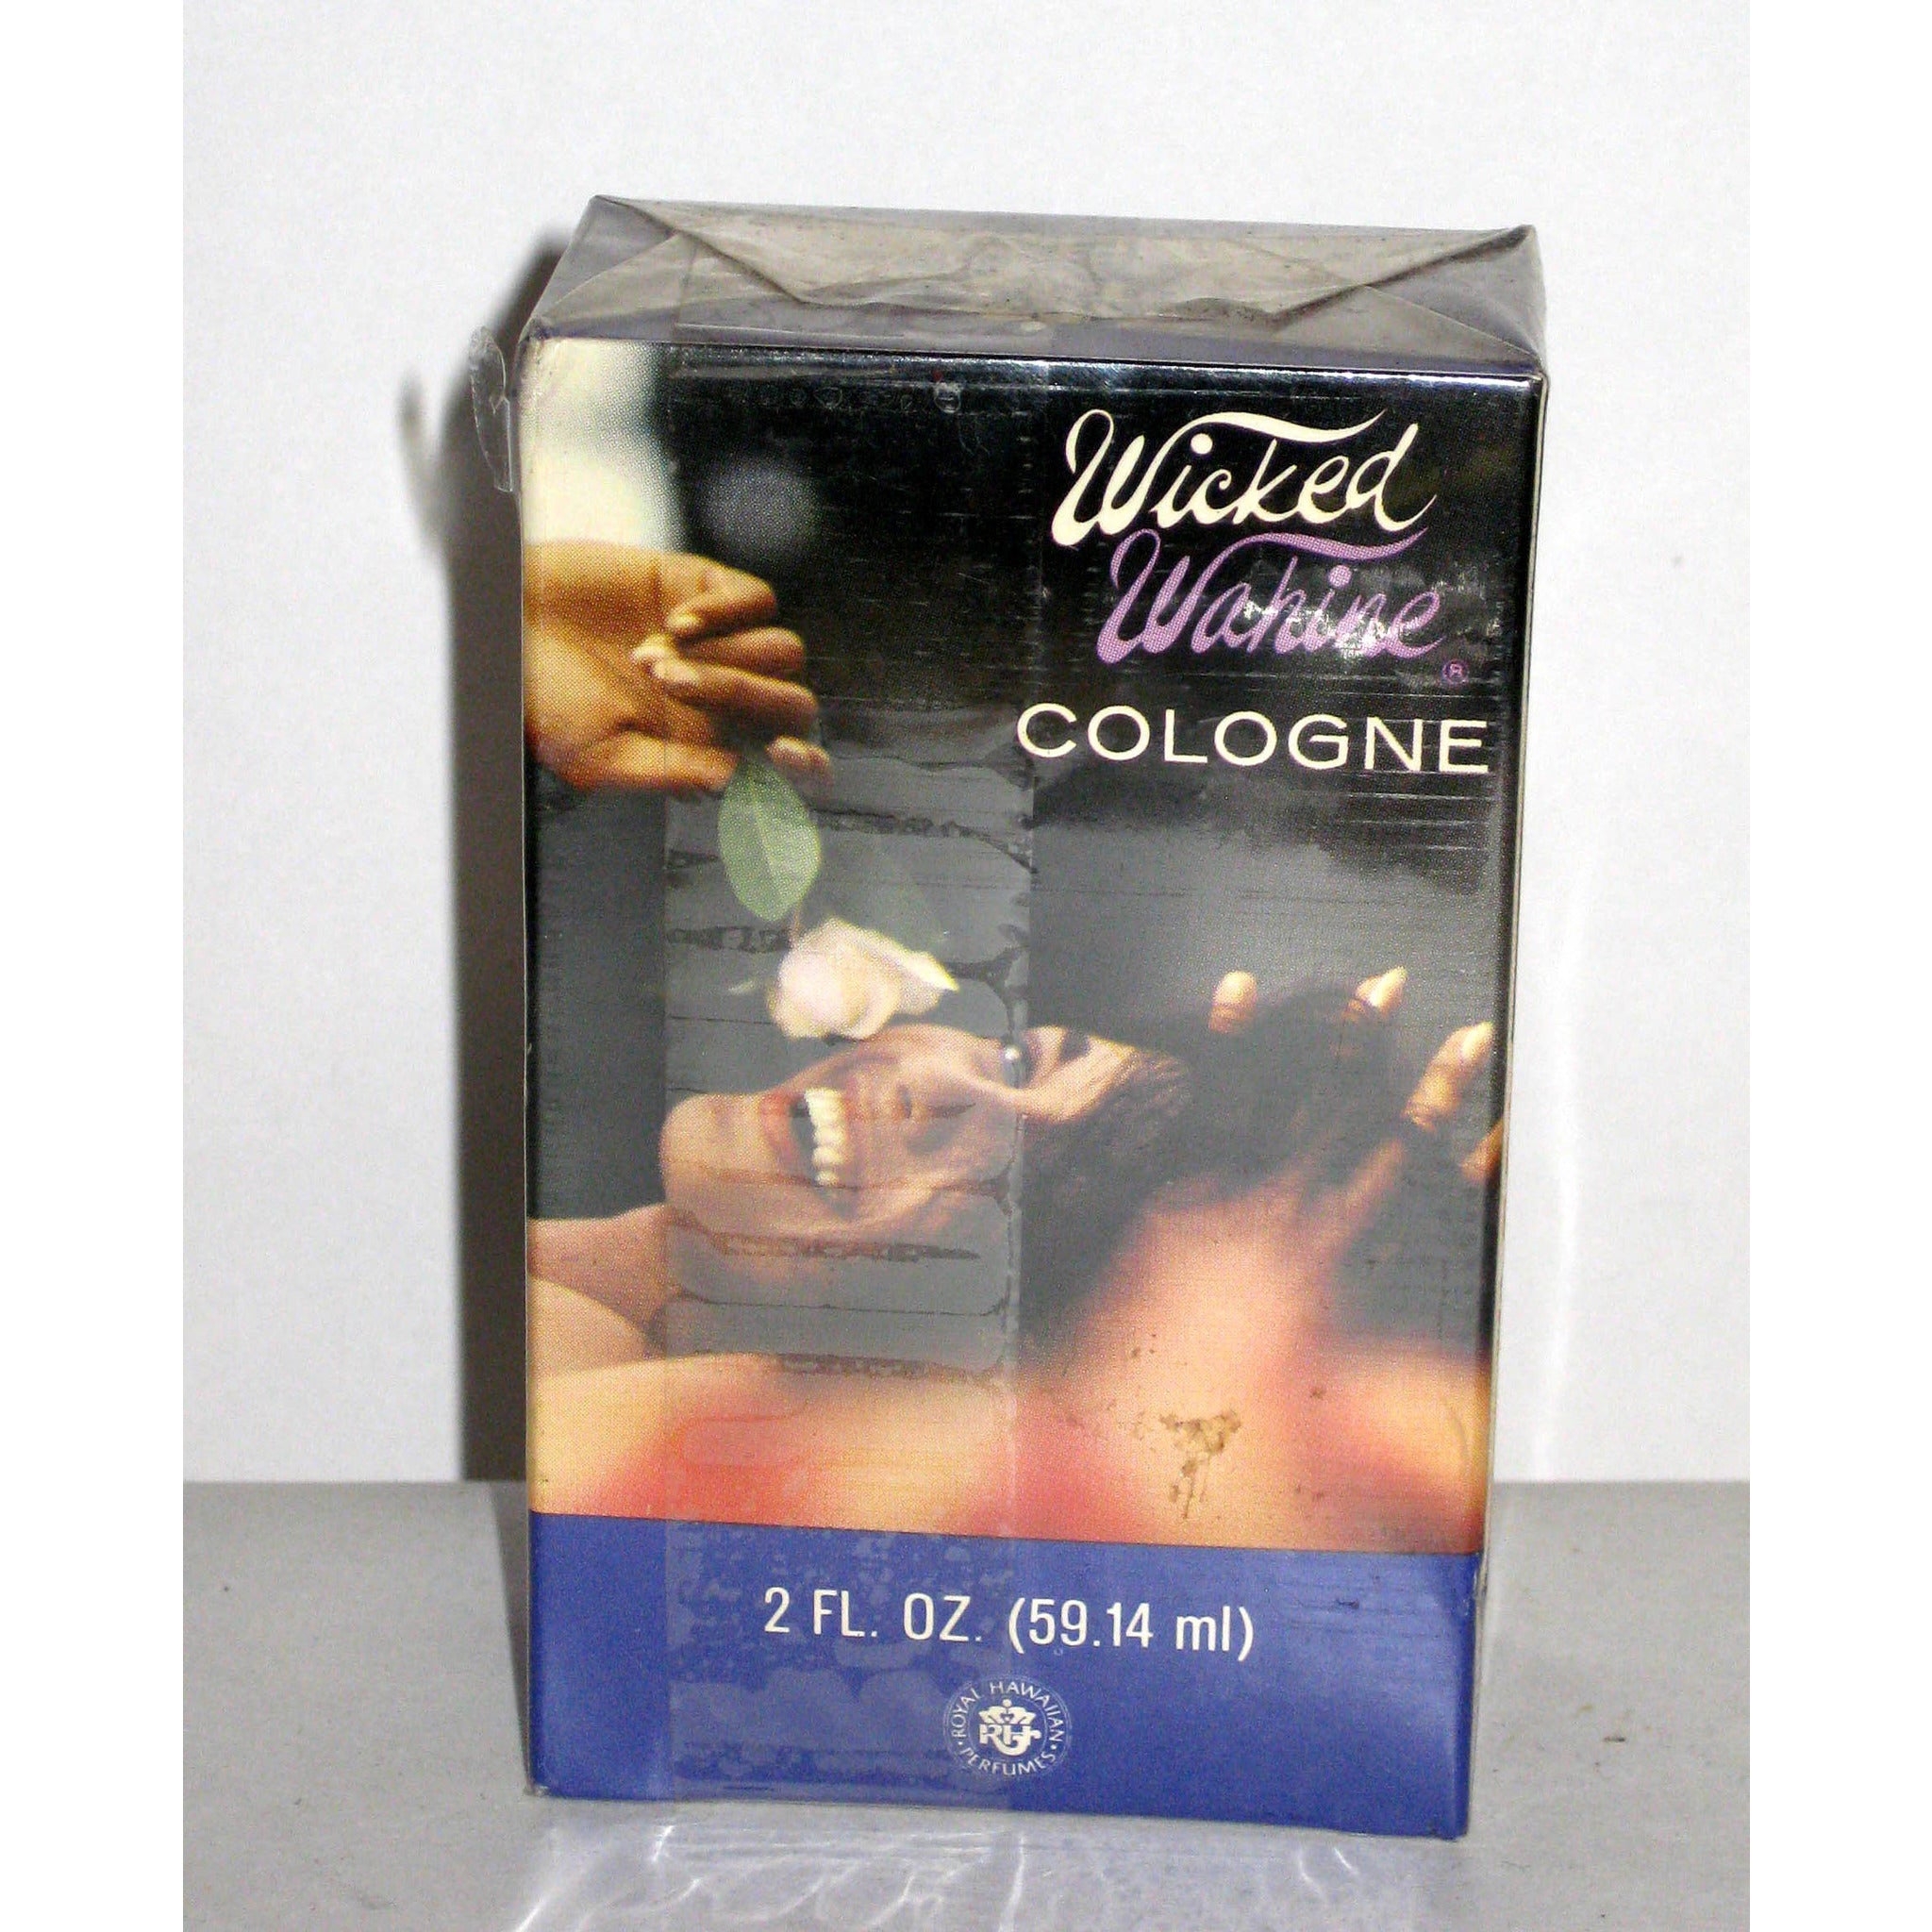 Wicked
Wahine ®
COLOGNE
2 FL. OZ. (59.14 ml)
ROYAL HAWAIIAN
RH
• PERFUMES •